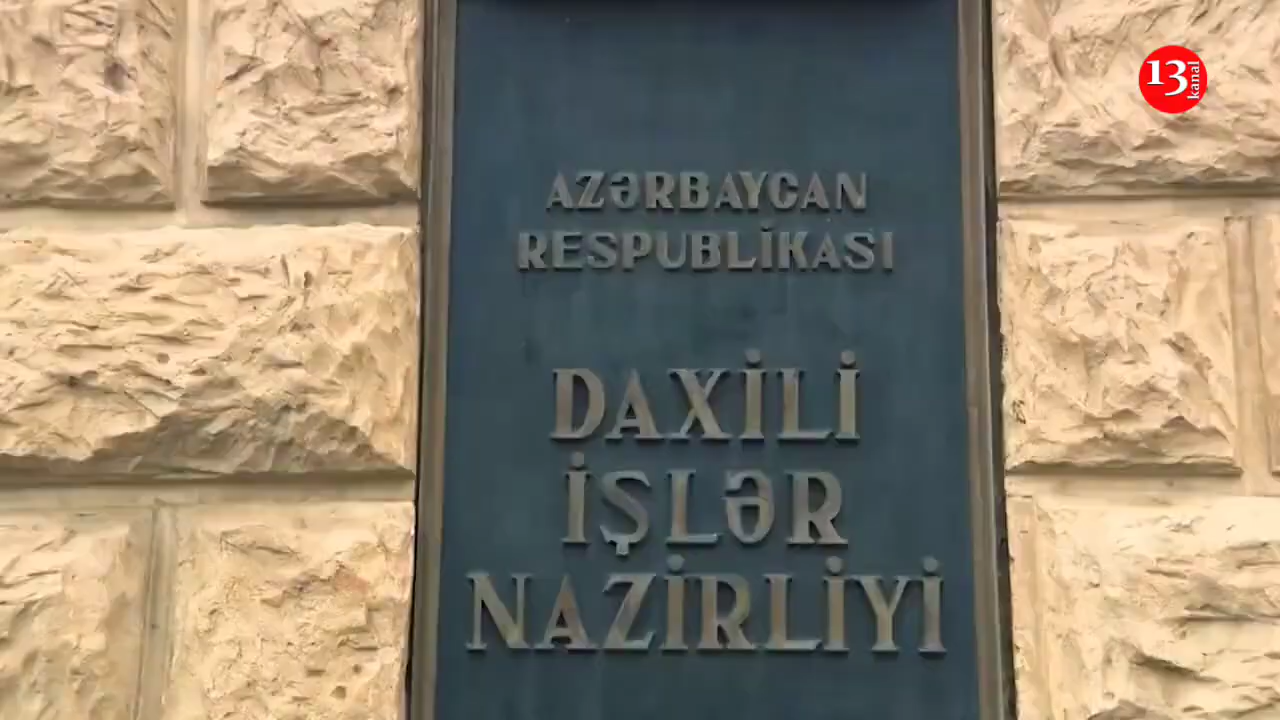 13 kanal
AZƏRBAYCAN
RESPUBLİKASI
DAXİLİ
İŞLƏR
NAZİRLİYİ